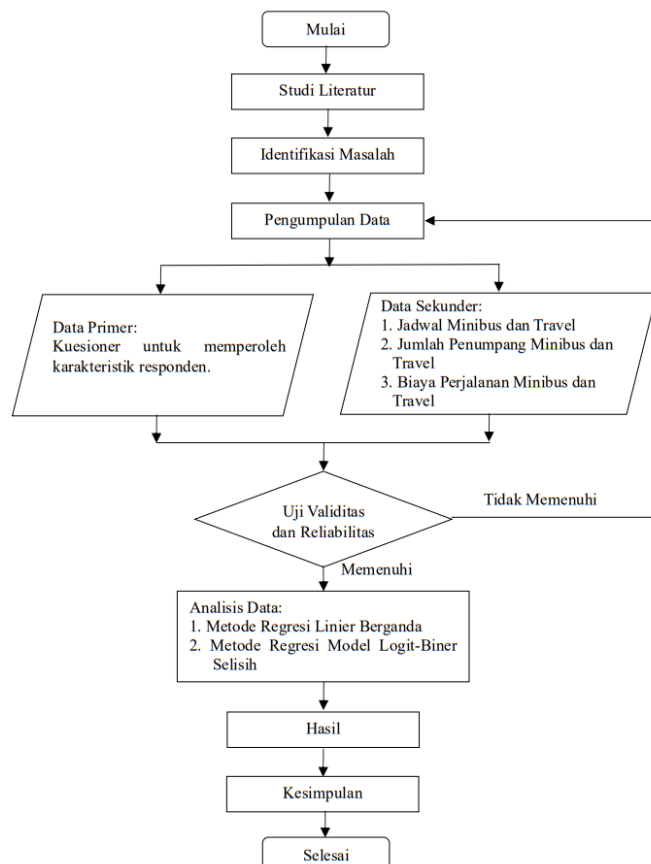 Mulai
Studi Literatur
Identifikasi Masalah
Pengumpulan Data
Data Primer:
Kuesioner untuk memperoleh
karakteristik responden.
Data Sekunder:
1. Jadwal Minibus dan Travel
2. Jumlah Penumpang Minibus dan
Travel
3. Biaya Perjalanan Minibus dan
Travel
Uji Validitas
dan Reliabilitas
Tidak Memenuhi
Memenuhi
Analisis Data:
1. Metode Regresi Linier Berganda
2. Metode Regresi Model Logit-Biner
Selisih
Hasil
Kesimpulan
Selesai